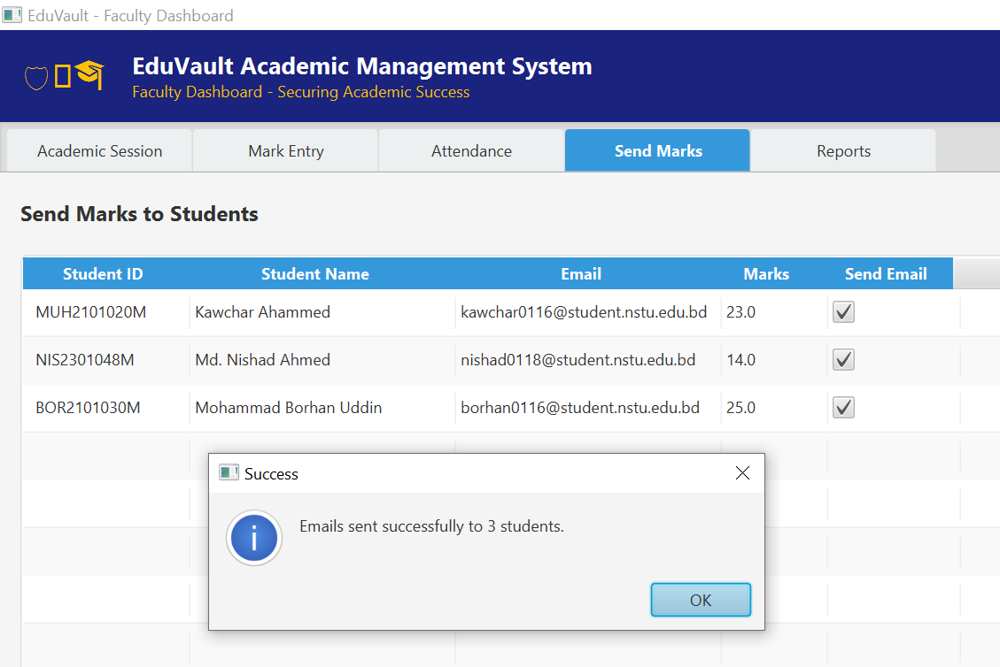 EduVault - Faculty Dashboard
EduVault Academic Management System
Faculty Dashboard - Securing Academic Success
Academic Session Mark Entry Attendance Send Marks Reports
Send Marks to Students
Student ID Student Name Email Marks Send Email
MUH2101020M Kawchar Ahammed kawchar0116@student.nstu.edu.bd 23.0
NIS2301048M Md. Nishad Ahmed nishad0118@student.nstu.edu.bd 14.0
BOR2101030M Mohammad Borhan Uddin borhan0116@student.nstu.edu.bd 25.0
Success
Emails sent successfully to 3 students.
OK